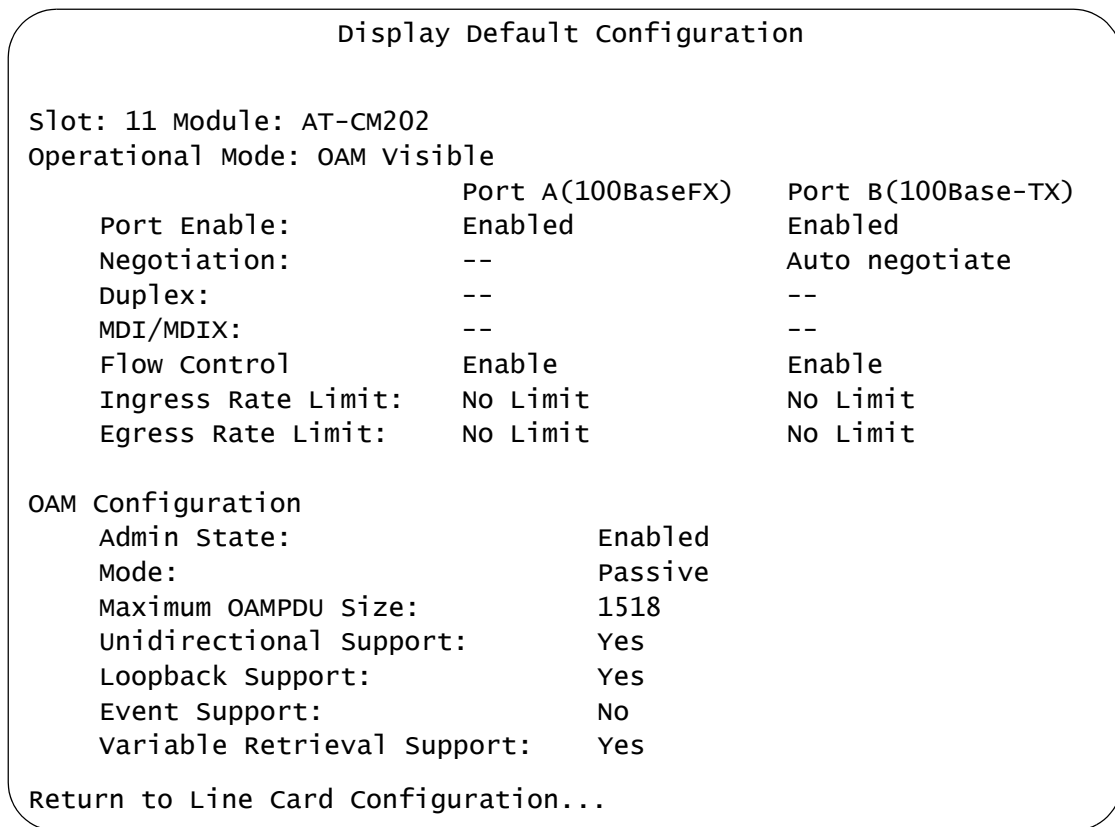 Display Default Configuration
Slot: 11 Module: AT-CM202
Operational Mode: OAM Visible
Port A(100BaseFX) Port B(100Base-TX)
Port Enable: Enabled Enabled
Negotiation: -- Auto negotiate
Duplex: -- --
MDI/MDIX: -- --
Flow Control Enable Enable
Ingress Rate Limit: No Limit No Limit
Egress Rate Limit: No Limit No Limit
OAM Configuration
Admin State: Enabled
Mode: Passive
Maximum OAMPDU Size: 1518
Unidirectional Support: Yes
Loopback Support: Yes
Event Support: No
Variable Retrieval Support: Yes
Return to Line Card Configuration...